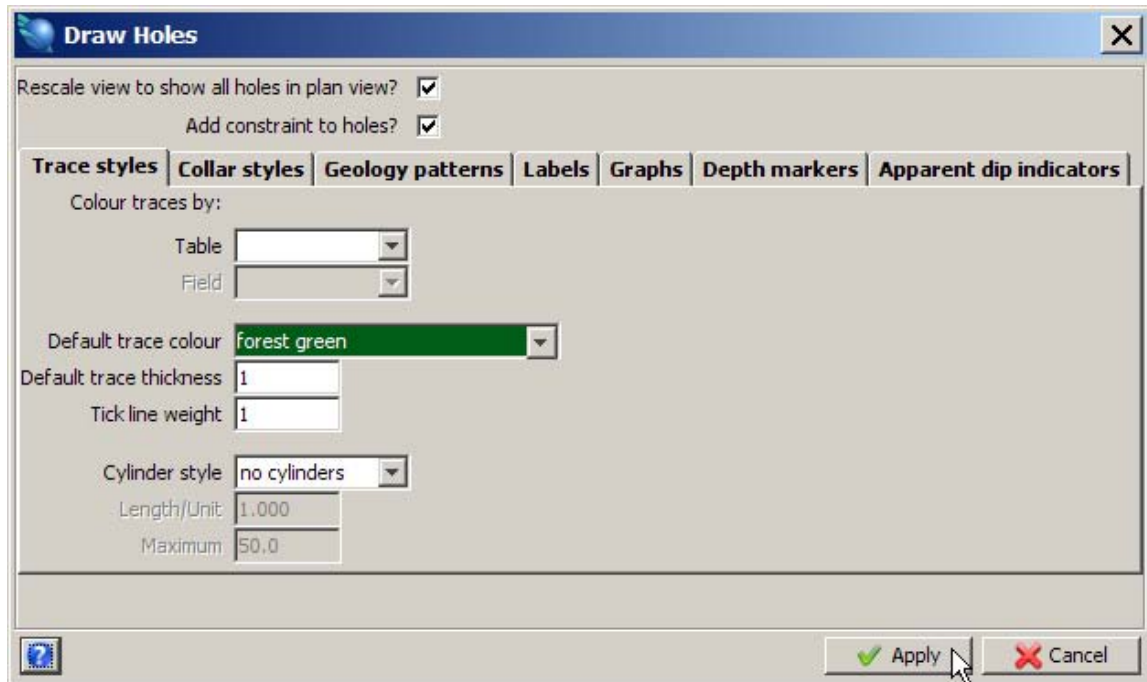 Draw Holes
Rescale view to show all holes in plan view?
Add constraint to holes?
Trace styles Collar styles Geology patterns Labels Graphs Depth markers Apparent dip indicators
Colour traces by:
Table
Field
Default trace colour forest green
Default trace thickness 1
Tick line weight 1
Cylinder style no cylinders
Length/Unit 1.000
Maximum 50.0
? Apply Cancel